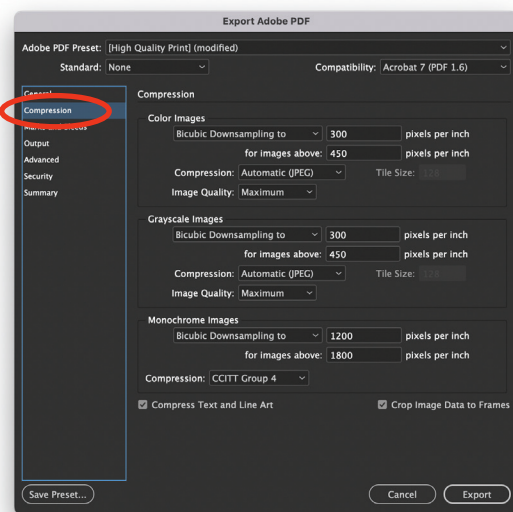 Export Adobe PDF
Adobe PDF Preset: [High Quality Print] (modified)
Standard: None Compatibility: Acrobat 7 (PDF 1.6)
General
Compression
Marks and Bleeds
Output
Advanced
Security
Summary
Compression
Color Images
Bicubic Downsampling to 300 pixels per inch
for images above: 450 pixels per inch
Compression: Automatic (JPEG) Tile Size: 128
Image Quality: Maximum
Grayscale Images
Bicubic Downsampling to 300 pixels per inch
for images above: 450 pixels per inch
Compression: Automatic (JPEG) Tile Size: 128
Image Quality: Maximum
Monochrome Images
Bicubic Downsampling to 1200 pixels per inch
for images above: 1800 pixels per inch
Compression: CCITT Group 4
Compress Text and Line Art Crop Image Data to Frames
Save Preset... Cancel Export